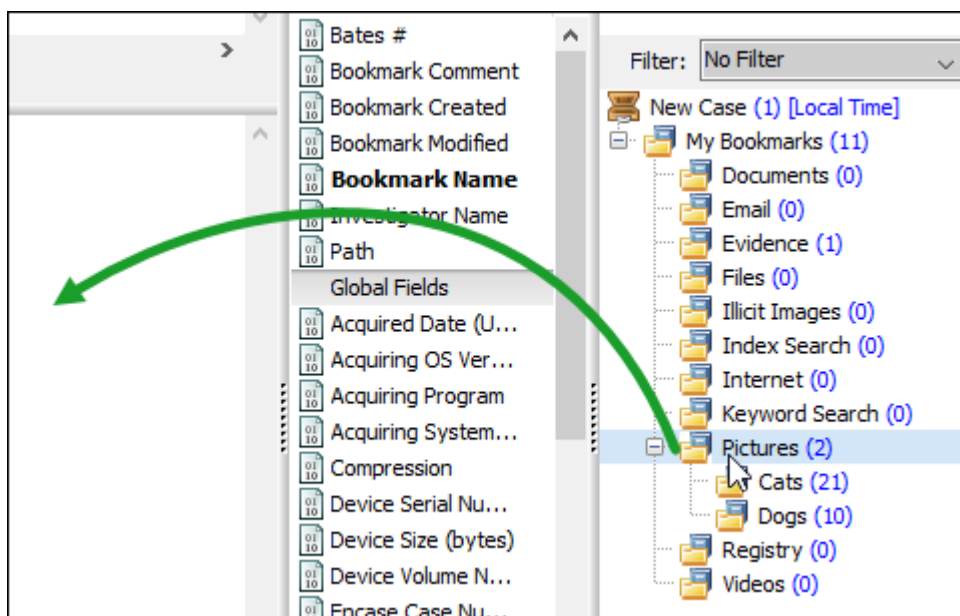 Bates #
Bookmark Comment
Bookmark Created
Bookmark Modified
Bookmark Name
Investigator Name
Path
Global Fields
Acquired Date (U...
Acquiring OS Ver...
Acquiring Program
Acquiring System...
Compression
Device Serial Nu...
Device Size (bytes)
Device Volume N...
Encase Case Nu...
Filter: No Filter
New Case (1) [Local Time]
My Bookmarks (11)
Documents (0)
Email (0)
Evidence (1)
Files (0)
Illicit Images (0)
Index Search (0)
Internet (0)
Keyword Search (0)
Pictures (2)
Cats (21)
Dogs (10)
Registry (0)
Videos (0)